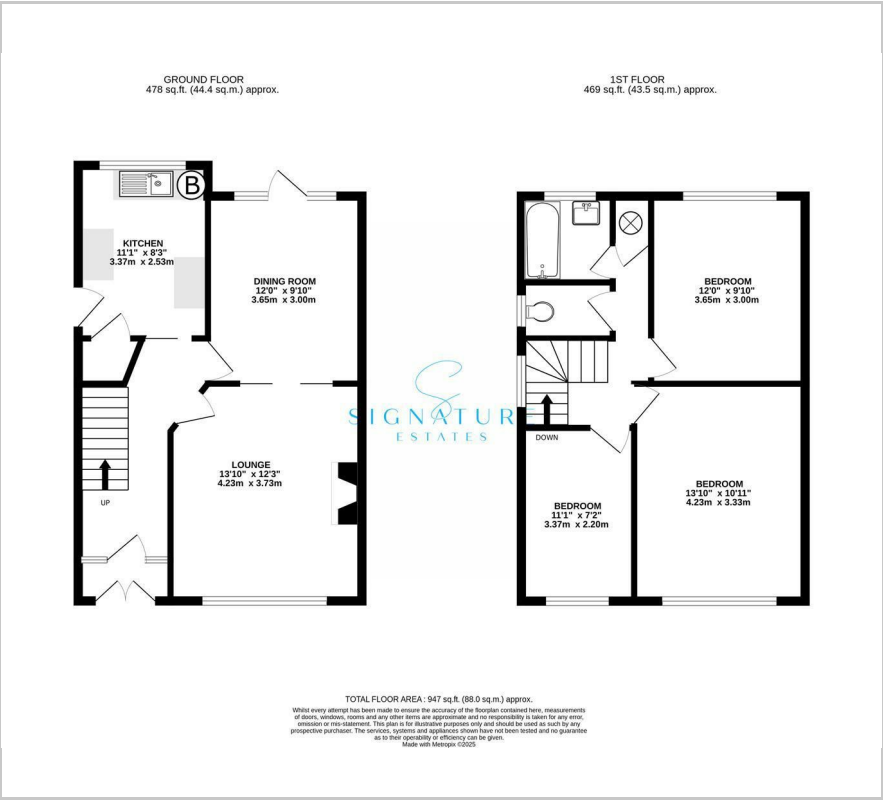 GROUND FLOOR
478 sq.ft. (44.4 sq.m.) approx.
1ST FLOOR
469 sq.ft. (43.5 sq.m.) approx.
B
KITCHEN
11'1" x 8'3"
3.37m x 2.53m
DINING ROOM
12'0" x 9'10"
3.65m x 3.00m
BEDROOM
12'0" x 9'10"
3.65m x 3.00m
SIGNATURE
ESTATES
DOWN
LOUNGE
13'10" x 12'3"
4.23m x 3.73m
UP
BEDROOM
11'1" x 7'2"
3.37m x 2.20m
BEDROOM
13'10" x 10'11"
4.23m x 3.33m
TOTAL FLOOR AREA : 947 sq.ft. (88.0 sq.m.) approx.
Whilst every attempt has been made to ensure the accuracy of the floorplan contained here, measurements
of doors, windows, rooms and any other items are approximate and no responsibility is taken for any error,
omission or mis-statement. This plan is for illustrative purposes only and should be used as such by any
prospective purchaser. The services, systems and appliances shown have not been tested and no guarantee
as to their operability or efficiency can be given.
Made with Metropix ©2025